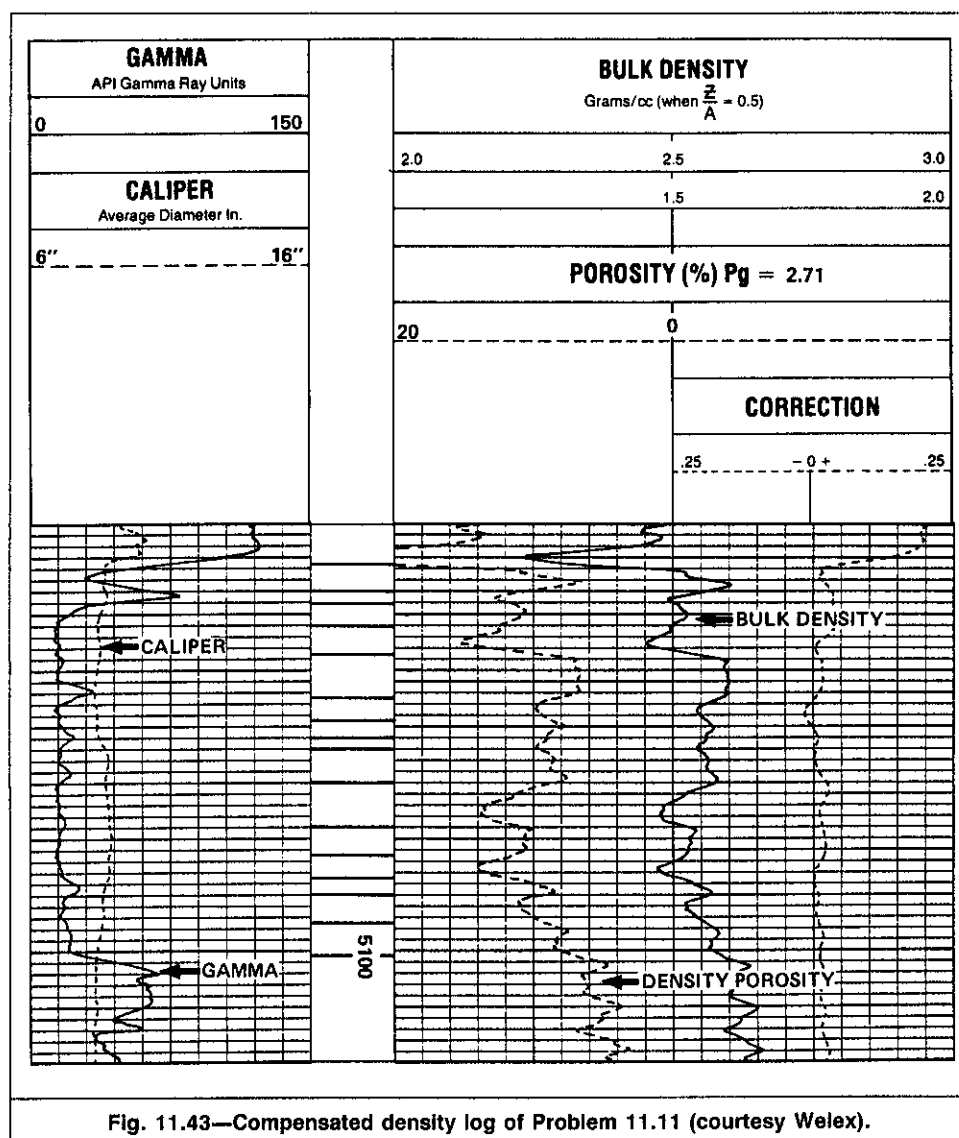 GAMMA
API Gamma Ray Units
0 150
CALIPER
Average Diameter In.
6" 16"
BULK DENSITY
Grams/cc (when Z/A = 0.5)
2.0 2.5 3.0
1.5 2.0
POROSITY (%) Pg = 2.71
20 0
CORRECTION
.25 - 0 + .25
BULK DENSITY
CALIPER
5100
GAMMA
DENSITY POROSITY
Fig. 11.43—Compensated density log of Problem 11.11 (courtesy Welex).